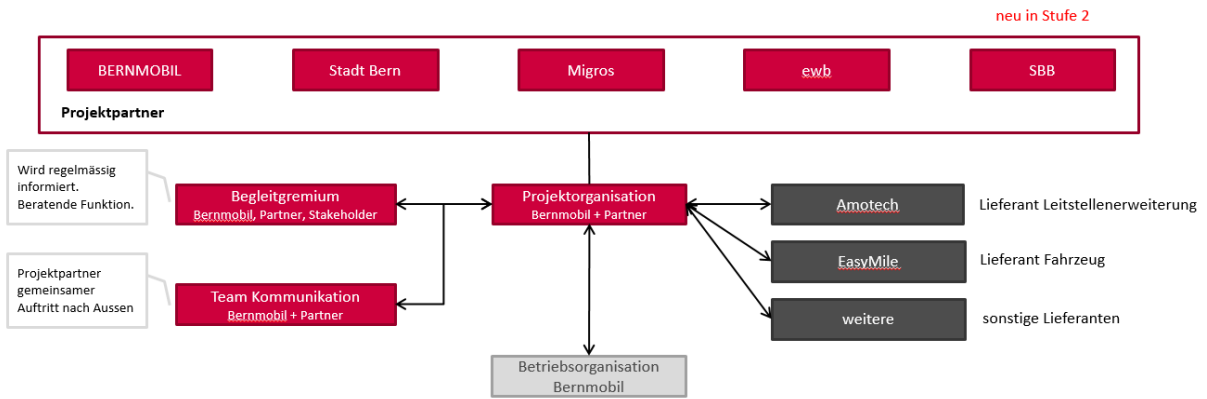 neu in Stufe 2
BERNMOBIL
Stadt Bern
Migros
ewb
SBB
Projektpartner
Wird regelmässig
informiert.
Beratende Funktion.
Begleitgremium
Bernmobil, Partner, Stakeholder
Projektorganisation
Bernmobil + Partner
Amotech
Lieferant Leitstellenerweiterung
EasyMile
Lieferant Fahrzeug
Projektpartner
gemeinsamer
Auftritt nach Aussen
Team Kommunikation
Bernmobil + Partner
weitere
sonstige Lieferanten
Betriebsorganisation
Bernmobil